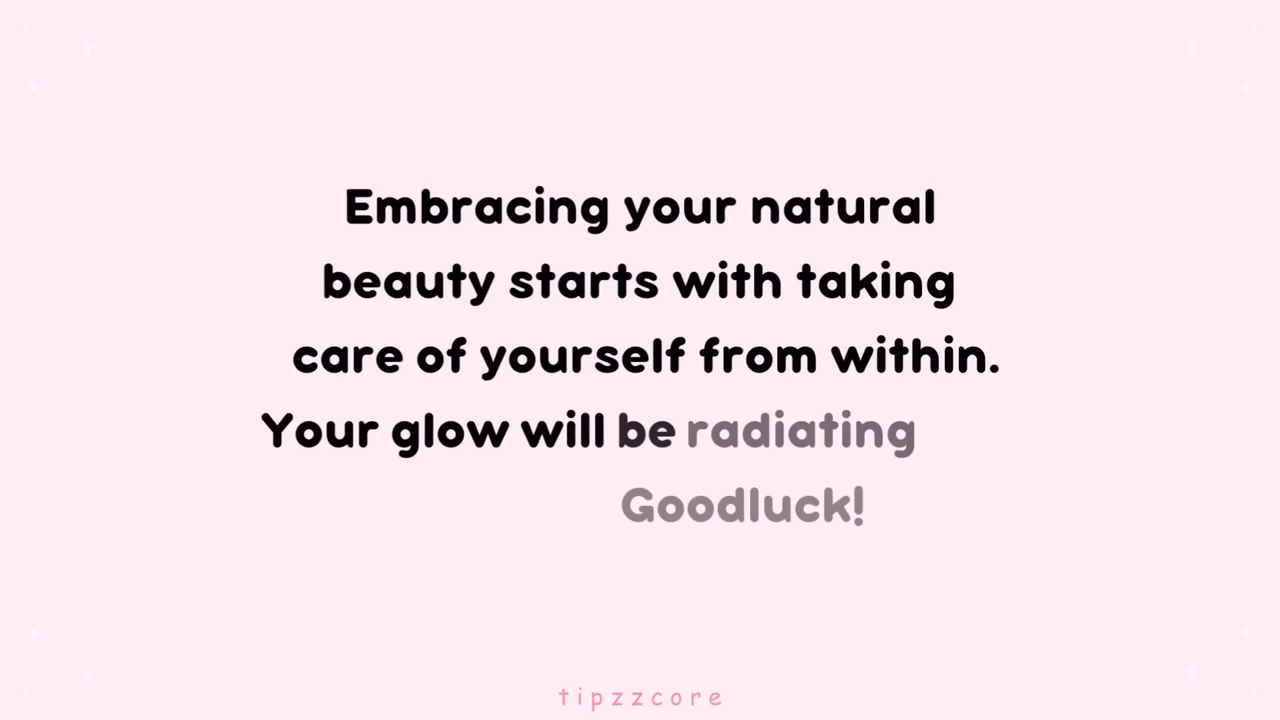 Embracing your natural
beauty starts with taking
care of yourself from within.
Your glow will be radiating
Goodluck!
tipzzcore